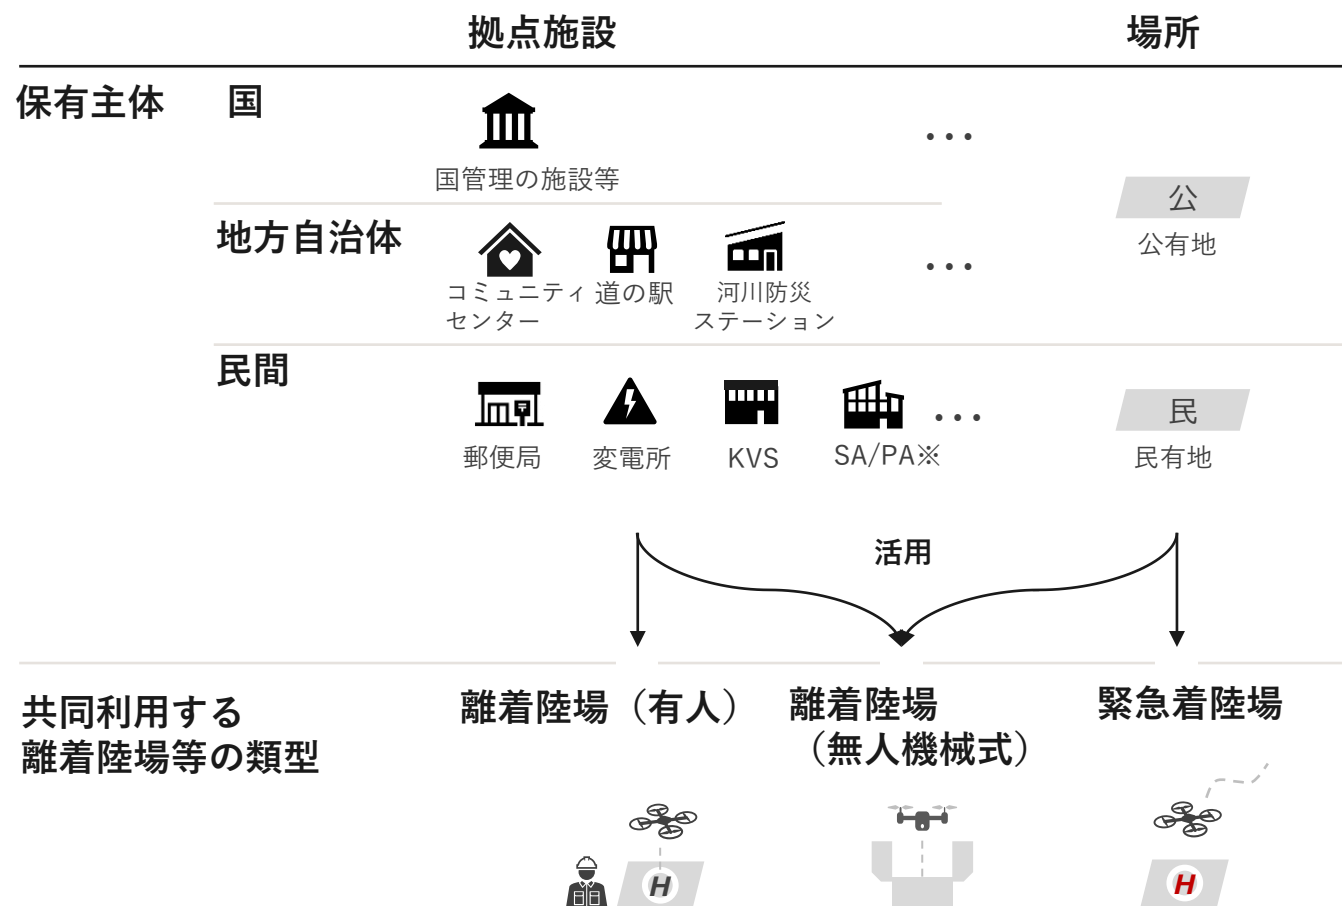 拠点施設
場所
保有主体
国
国管理の施設等
・・・
公
公有地
地方自治体
コミュニティ
センター
道の駅
河川防災
ステーション
・・・
民間
郵便局
変電所
KVS
SA/PA※
・・・
民
民有地
活用
共同利用する
離着陸場等の類型
離着陸場（有人）
離着陸場
（無人機械式）
緊急着陸場
H
H